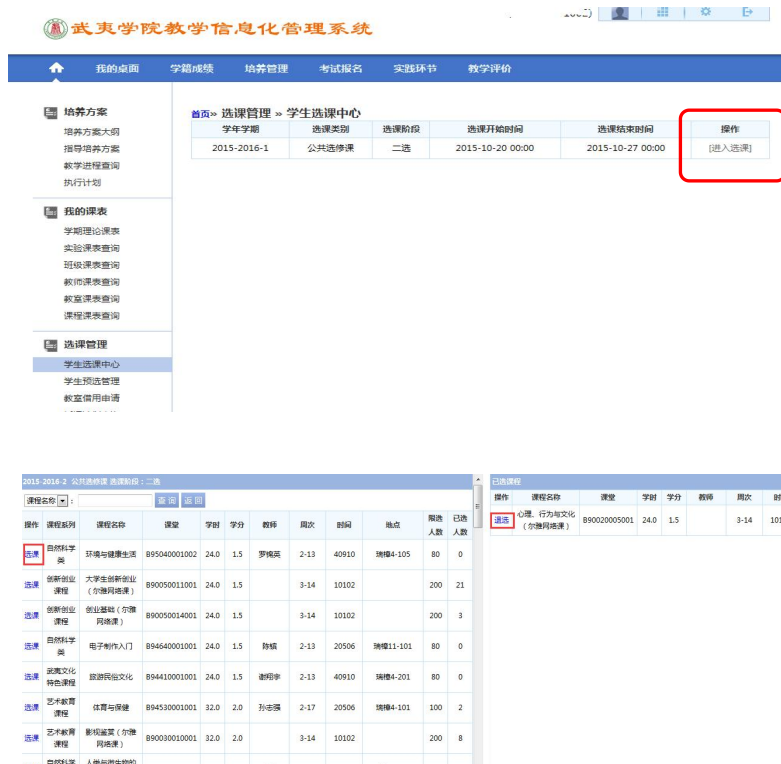 武夷学院教学信息化管理系统
我的桌面 学籍成绩 培养管理 考试报名 实践环节 教学评价
培养方案
培养方案大纲
指导培养方案
教学进程查询
执行计划
我的课表
学期理论课表
实验课表查询
班级课表查询
教师课表查询
教室课表查询
课程课表查询
选课管理
学生选课中心
学生预选管理
教室借用申请
首页» 选课管理 » 学生选课中心
学年学期 选课类别 选课阶段 选课开始时间 选课结束时间 操作
2015-2016-1 公共选修课 二选 2015-10-20 00:00 2015-10-27 00:00 [进入选课]
2015-2016-2 公共选修课 选课阶段：二选
课程名称 ： 查 询 返 回
操作 课程系列 课程名称 课堂 学时 学分 教师 周次 时间 地点 限选人数 已选人数
选课 自然科学类 环境与健康生活 B95040001002 24.0 1.5 罗婉英 2-13 40910 瑞樟4-105 80 0
选课 创新创业课程 大学生创新创业（尔雅网络课） B90050011001 24.0 1.5 3-14 10102 200 21
选课 创新创业课程 创业基础（尔雅网络课） B90050014001 24.0 1.5 3-14 10102 200 3
选课 自然科学类 电子制作入门 B94640001001 24.0 1.5 2-13 20506 瑞樟11-101 80 0
选课 武夷文化特色课程 旅游民俗文化 B94410001001 24.0 1.5 谢翔宇 2-13 40910 瑞樟4-201 80 0
选课 艺术教育课程 体育与保健 B94530001001 32.0 2.0 孙志强 2-17 20506 瑞樟4-101 100 2
选课 艺术教育课程 影视鉴赏（尔雅网络课） B90030010001 32.0 2.0 3-14 10102 200 8
自然科学 人类与微生物的
已选课程
操作 课程名称 课堂 学时 学分 教师 周次
退选 心理、行为与文化（尔雅网络课） B90020005001 24.0 1.5 3-14 101